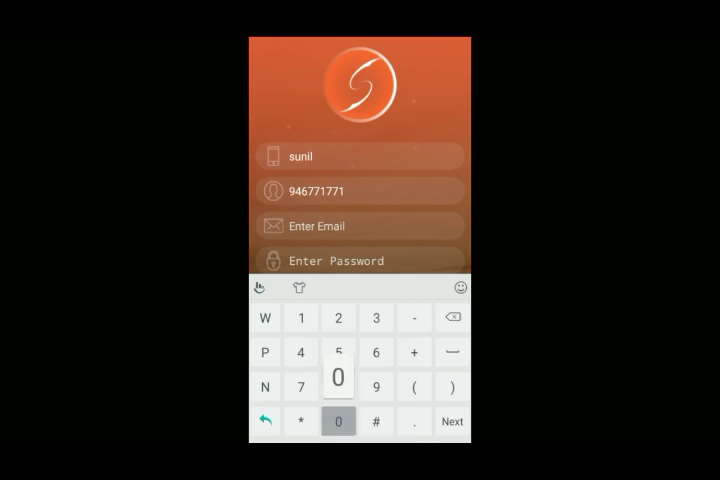 sunil
946771771
Enter Email
Enter Password
W 1 2 3 -
P 4 5 6 +
0
N 7 9 ( )
* 0 # . Next